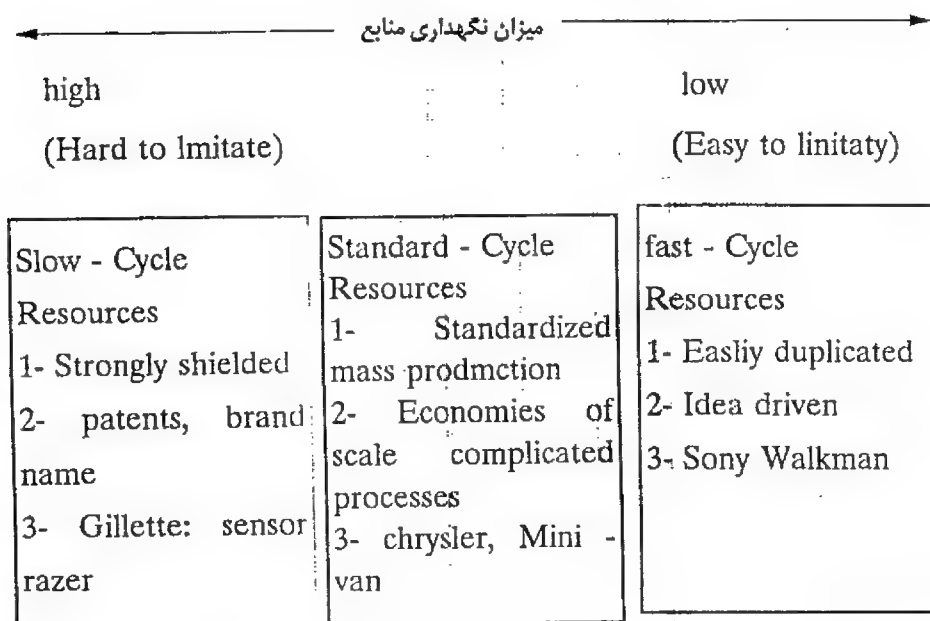 میزان نگهداری منابع
high
(Hard to lmitate)
low
(Easy to linitaty)
Slow - Cycle
Resources
1- Strongly shielded
2- patents, brand
name
3- Gillette: sensor
razer
Standard - Cycle
Resources
1- Standardized
mass prodmction
2- Economies of
scale complicated
processes
3- chrysler, Mini -
van
fast - Cycle
Resources
1- Easliy duplicated
2- Idea driven
3- Sony Walkman